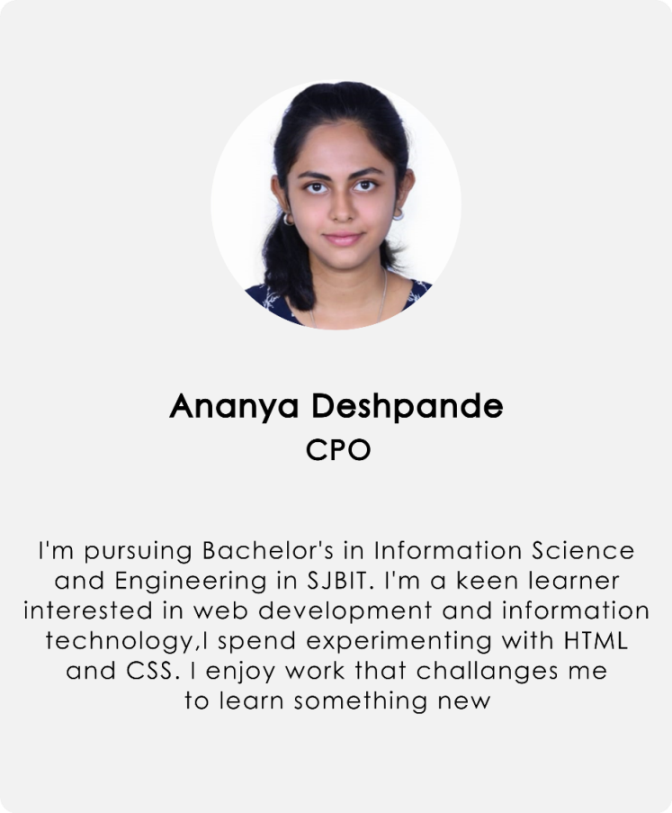 Ananya Deshpande
CPO
I'm pursuing Bachelor's in Information Science
and Engineering in SJBIT. I'm a keen learner
interested in web development and information
technology,I spend experimenting with HTML
and CSS. I enjoy work that challanges me
to learn something new